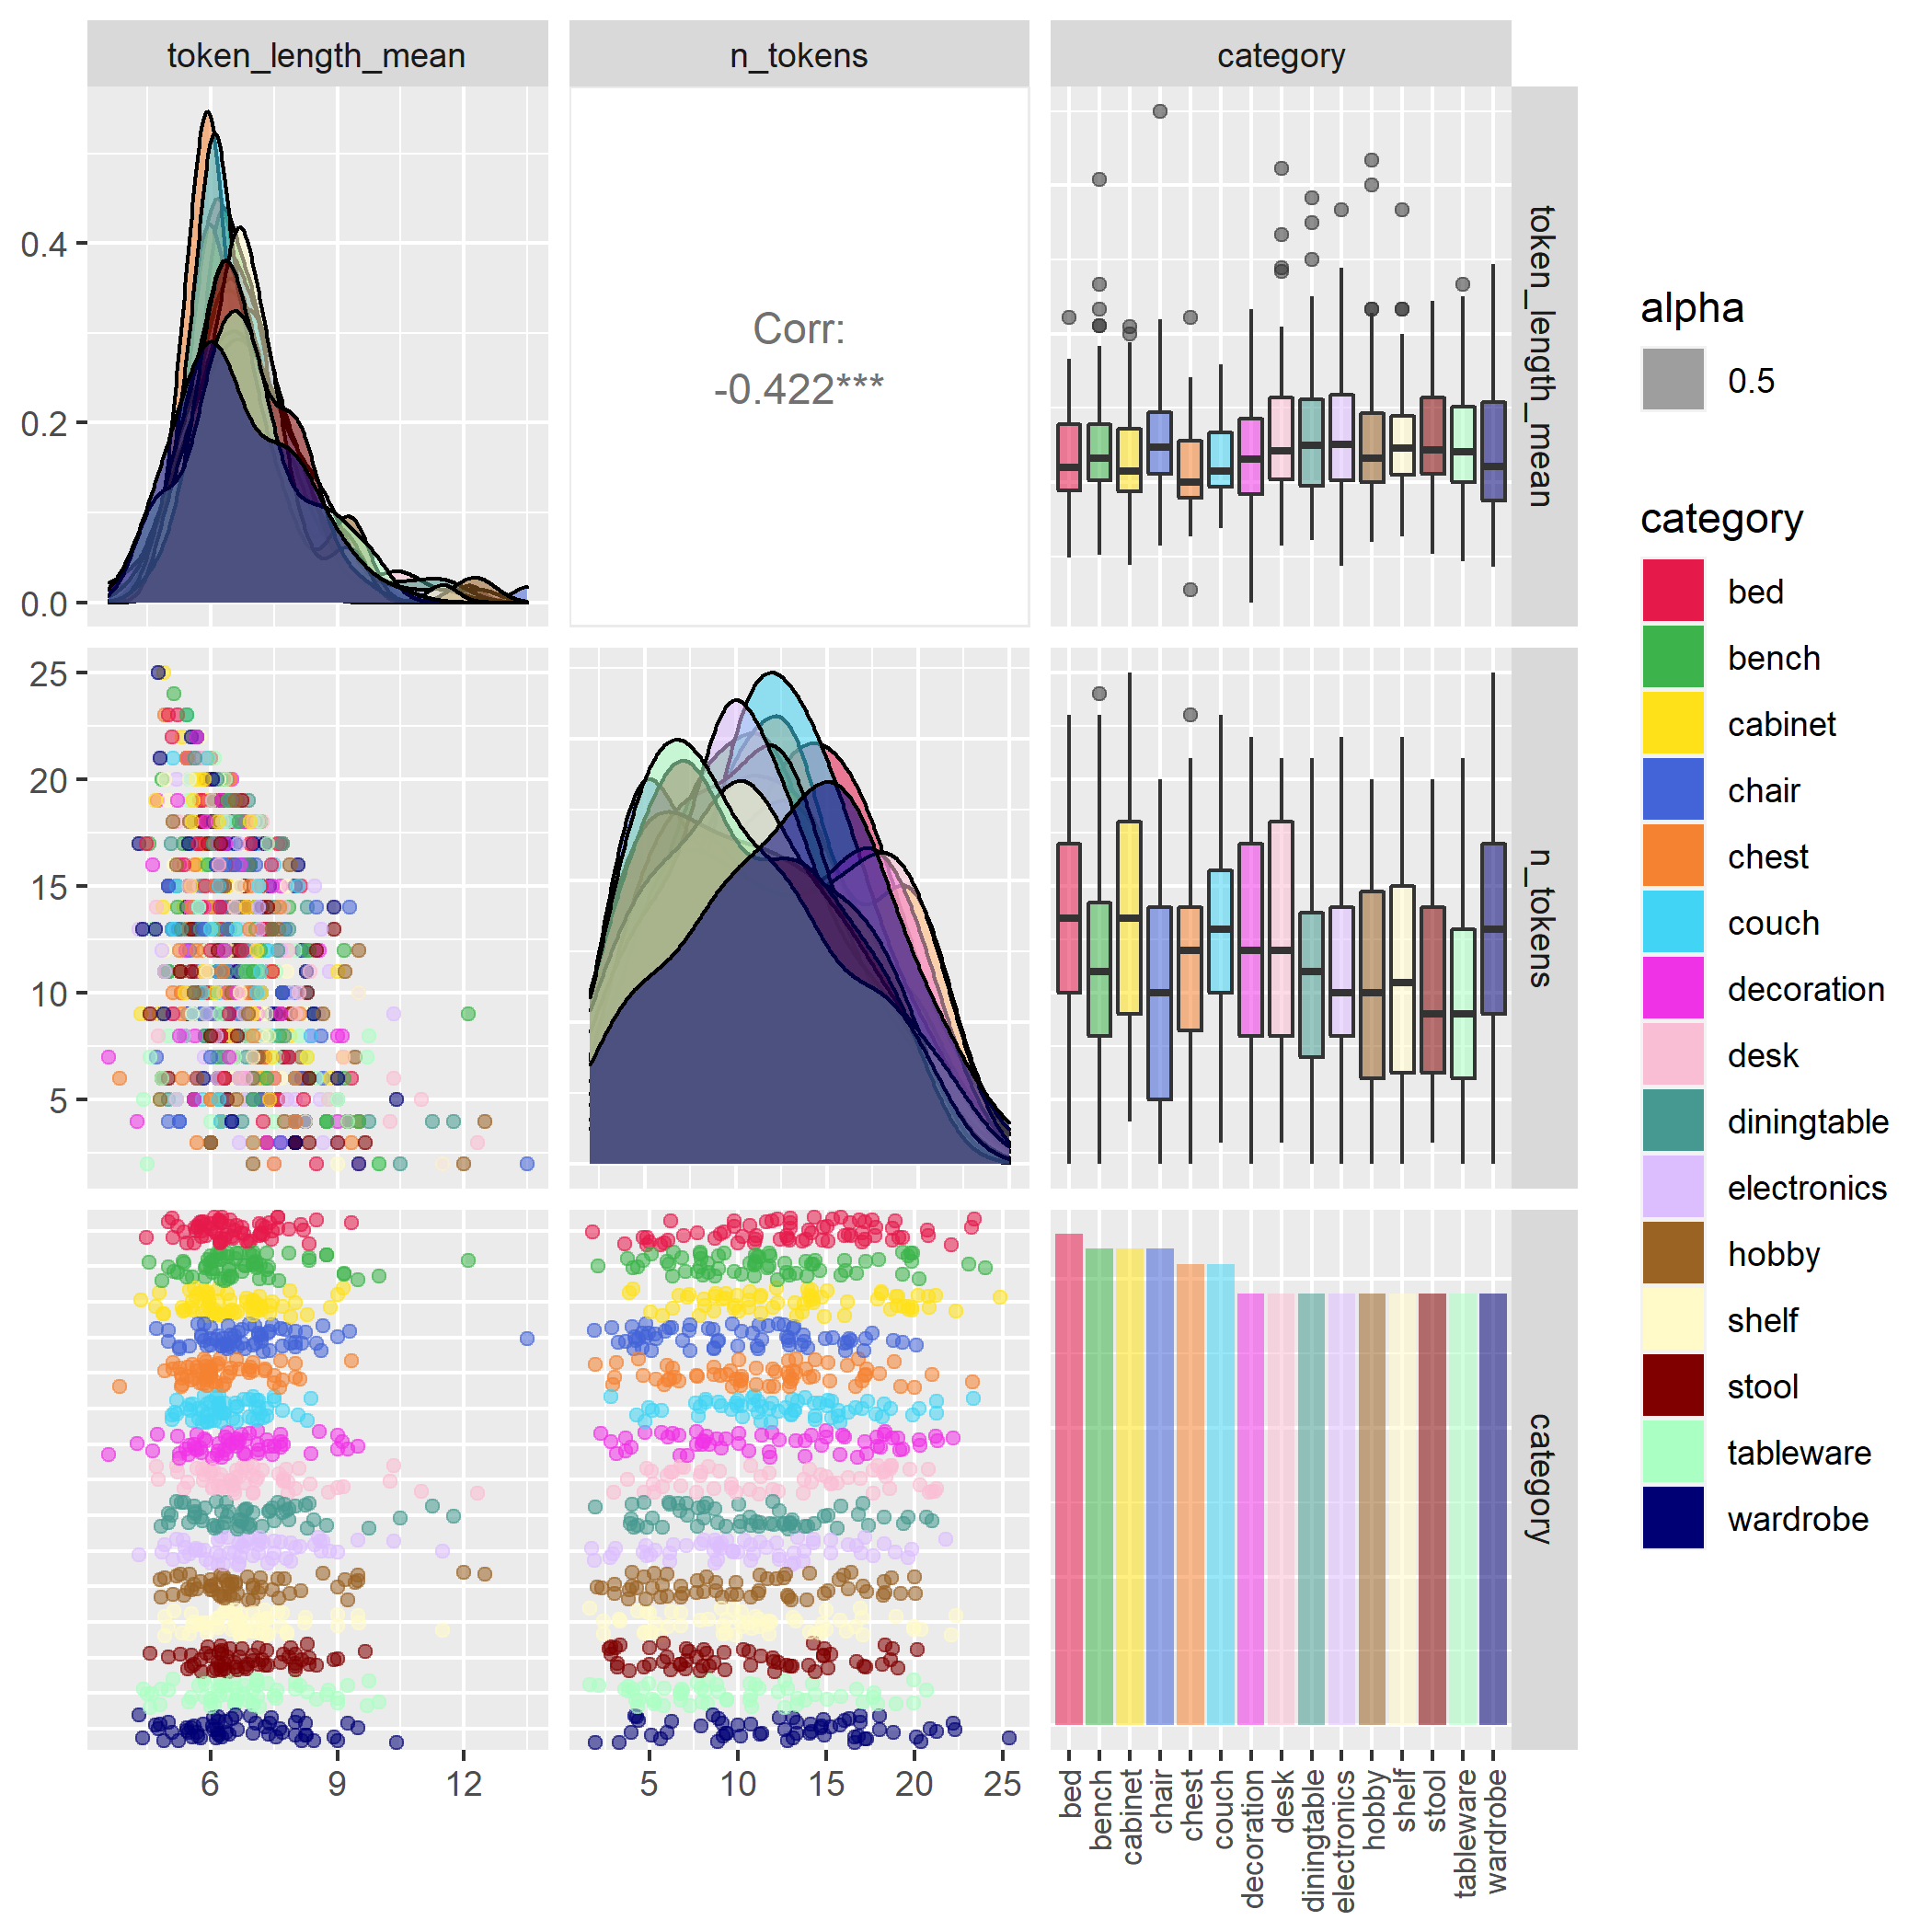 token_length_mean
n_tokens
category
0.4
0.2
0.0
Corr:
-0.422***
token_length_mean
25
20
15
10
5
n_tokens
category
6
9
12
5
10
15
20
25
bed
bench
cabinet
chair
chest
couch
decoration
desk
diningtable
electronics
hobby
shelf
stool
tableware
wardrobe
alpha
0.5
category
bed
bench
cabinet
chair
chest
couch
decoration
desk
diningtable
electronics
hobby
shelf
stool
tableware
wardrobe